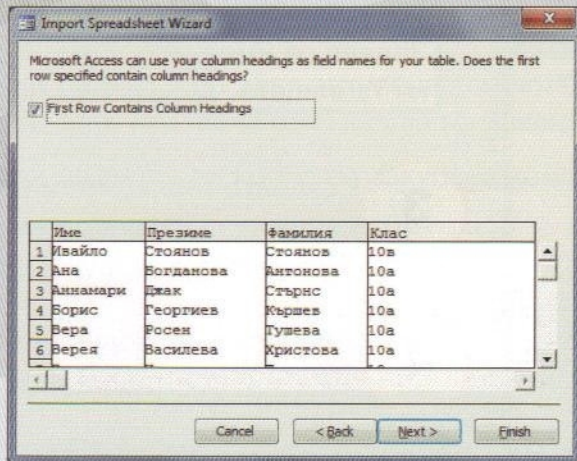 Import Spreadsheet Wizard
Microsoft Access can use your column headings as field names for your table. Does the first
row specified contain column headings?
First Row Contains Column Headings
Име Презиме Фамилия Клас
1 Ивайло Стоянов Стоянов 10в
2 Ана Богданова Антонова 10а
3 Аннамари Джак Стърнс 10а
4 Борис Георгиев Кършев 10а
5 Вера Росен Тушева 10а
6 Верея Василева Христова 10а
Cancel < Back Next > Finish